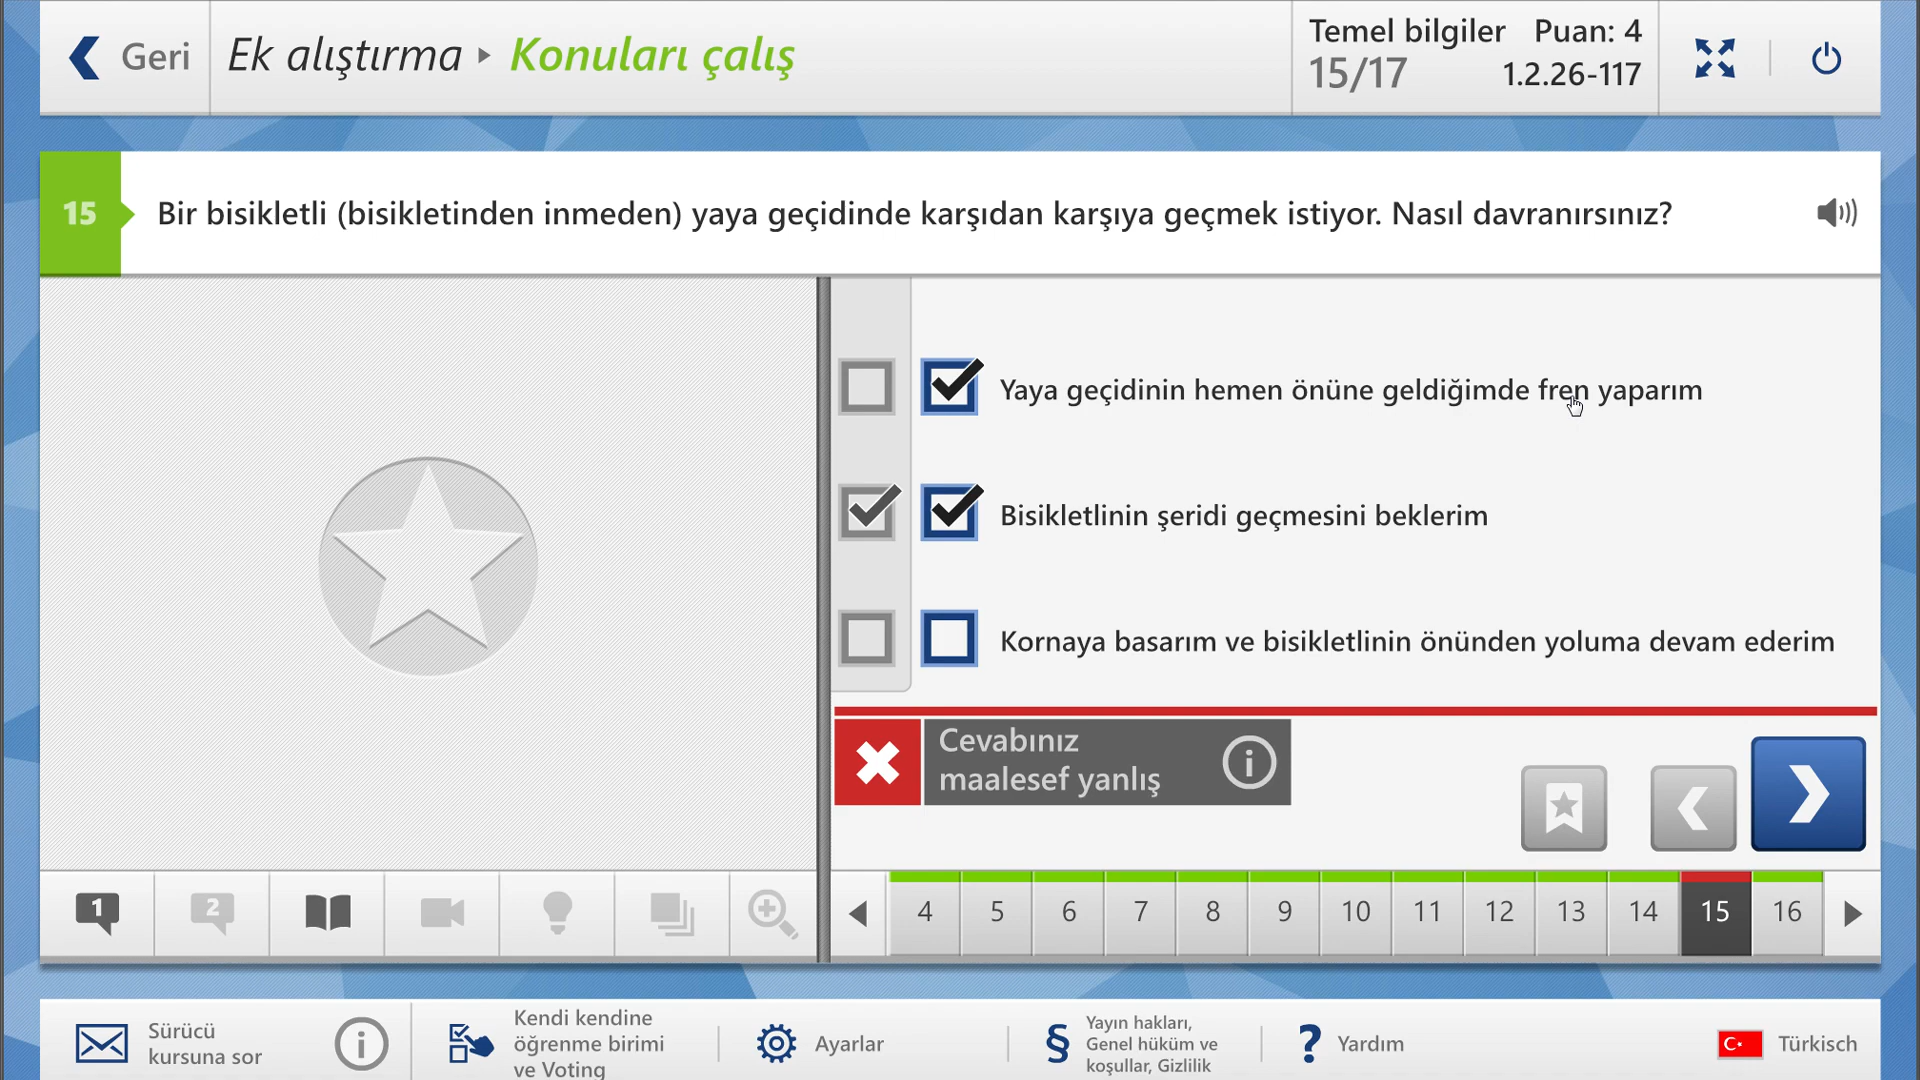 Geri
Ek alıştırma ▸ Konuları çalış
Temel bilgiler Puan: 4
15/17 1.2.26-117
15 Bir bisikletli (bisikletinden inmeden) yaya geçidinde karşıdan karşıya geçmek istiyor. Nasıl davranırsınız?
Yaya geçidinin hemen önüne geldiğimde fren yaparım
Bisikletlinin şeridi geçmesini beklerim
Kornaya basarım ve bisikletlinin önünden yoluma devam ederim
Cevabınız
maalesef yanlış
1 2
4 5 6 7 8 9 10 11 12 13 14 15 16
Sürücü
kursuna sor
Kendi kendine
öğrenme birimi
ve Voting
Ayarlar
§ Yayın hakları,
Genel hüküm ve
koşullar, Gizlilik
? Yardım
Türkisch